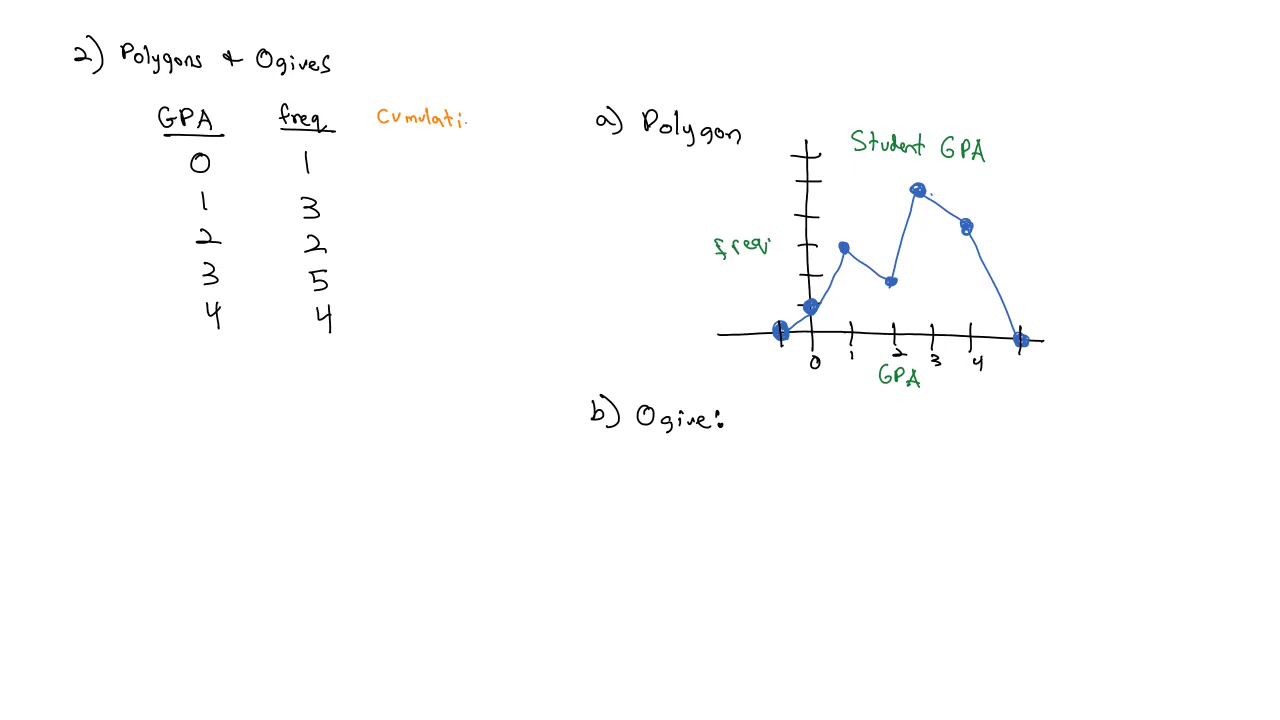 2) Polygons & Ogives
GPA freq Cumulati
0 1
1 3
2 2
3 5
4 4
a) Polygon
Student GPA
freq
0 1 2 3 4
GPA
b) Ogive: